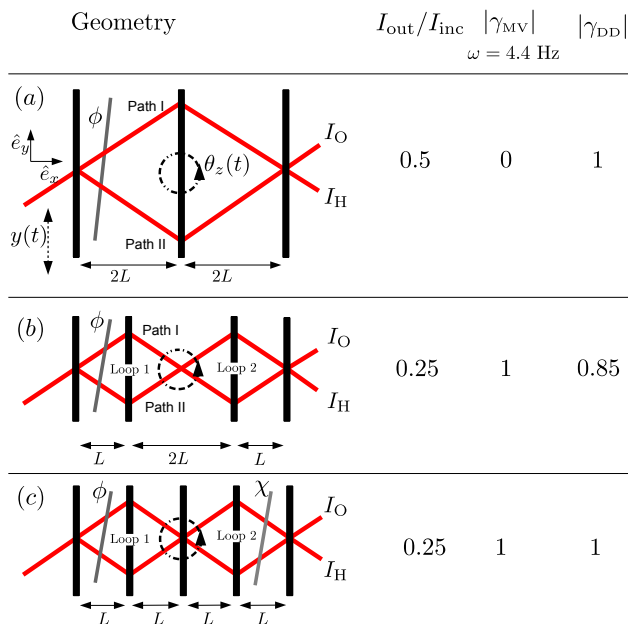 Geometry I_out/I_inc |γ_MV| |γ_DD|
ω = 4.4 Hz
(a)
ϕ
Path I
I_O
ê_y
θ_z(t)
0.5 0 1
ê_x
I_H
y(t)
Path II
2L 2L
(b)
ϕ
Path I
I_O
Loop 1 Loop 2
0.25 1 0.85
Path II
I_H
L 2L L
(c)
ϕ χ
I_O
Loop 1 Loop 2
0.25 1 1
I_H
L L L L